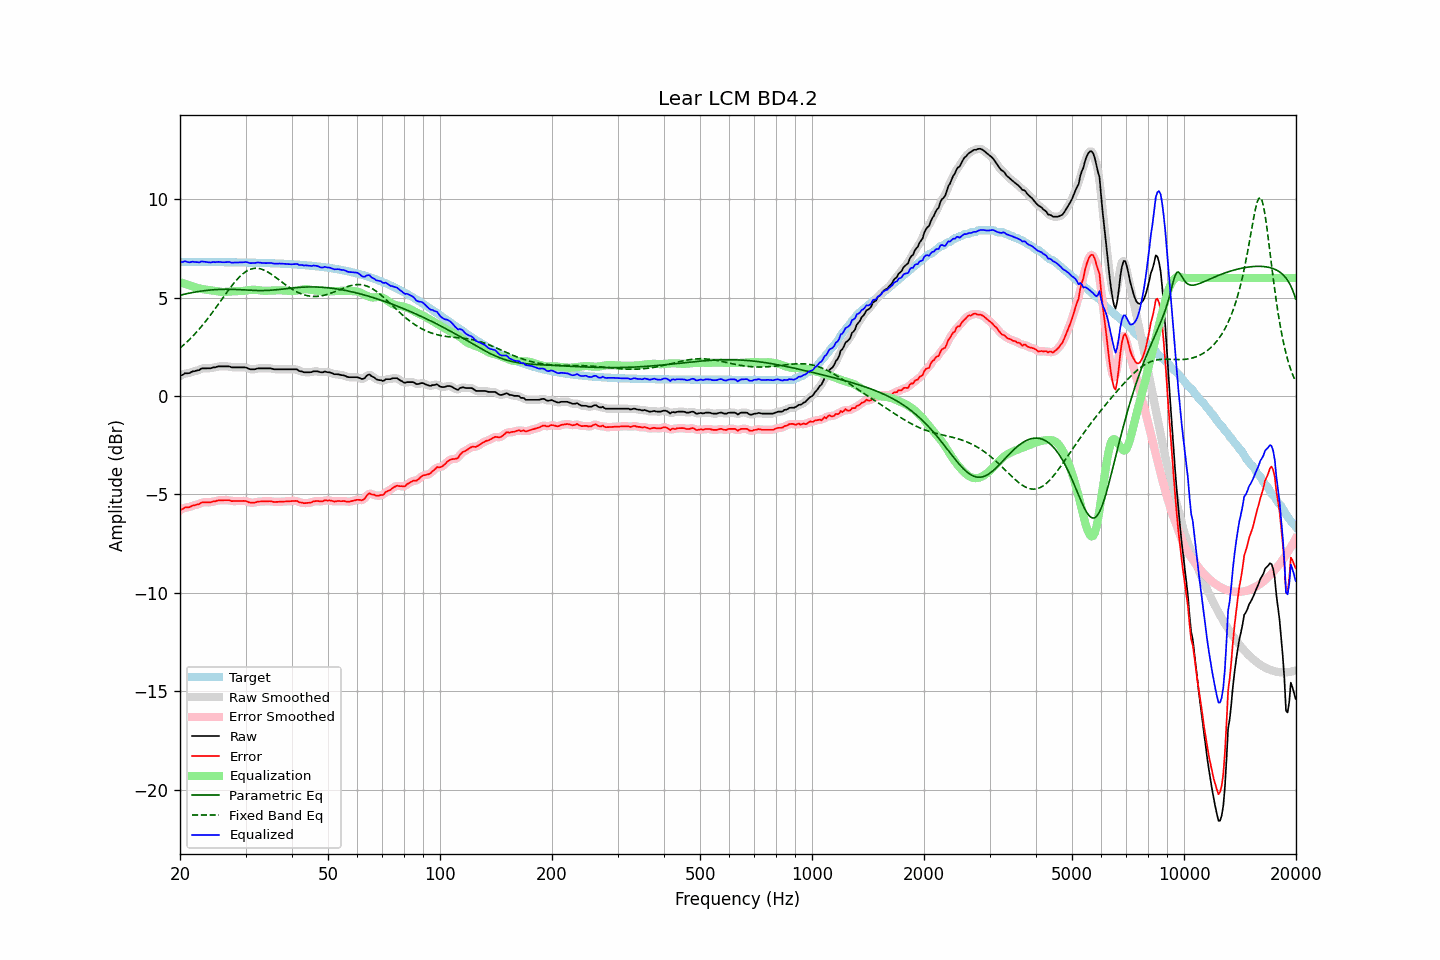 Lear LCM BD4.2
Amplitude (dBr)
10
5
0
−5
−10
−15
−20
Target
Raw Smoothed
Error Smoothed
Raw
Error
Equalization
Parametric Eq
Fixed Band Eq
Equalized
20 50 100 200 500 1000 2000 5000 10000 20000
Frequency (Hz)